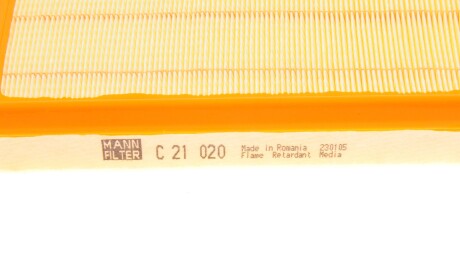 MANN
FILTER
C 21 020
Made in Romania 230105
Flame Retardant Media